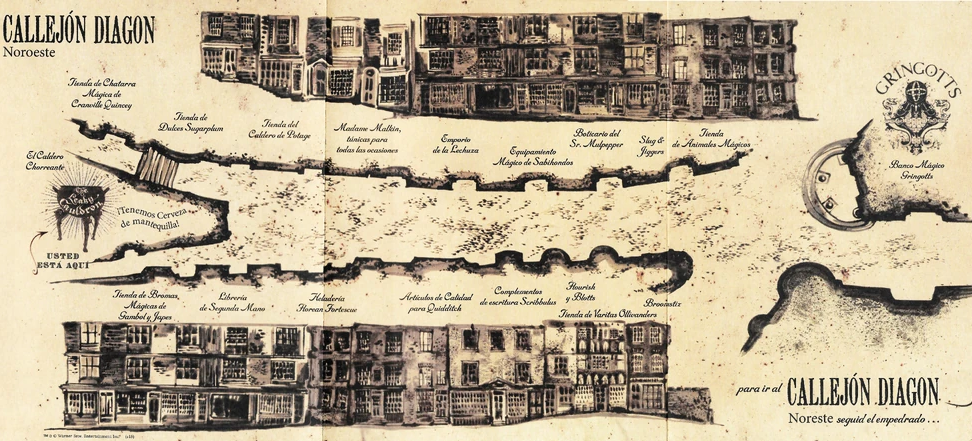 CALLEJÓN DIAGON
Noroeste
Tienda de Chatarra
Mágica de
Cranville Quincey
Tienda de
Dulces Sugarplum
Tienda del
Caldero de Potage
Madame Malkin,
túnicas para
todas las ocasiones
Emporio
de la Lechuza
Equipamiento
Mágico de Sabihondos
Boticario del
Sr. Mulpepper
Slug &
Jiggers
Tienda
de Animales Mágicos
GRINGOTTS
Banco Mágico
Gringotts
El Caldero
Chorreante
The
Leaky
Cauldron
¡Tenemos Cerveza
de mantequilla!
USTED
ESTÁ AQUÍ
Tienda de Bromas
Mágicas de
Gambol y Japes
Librería
de Segunda Mano
Heladería
Florean Fortescue
Artículos de Calidad
para Quidditch
Complementos
de escritura Scribbulus
Flourish
y Blotts
Tienda de Varitas Ollivanders
Broomstix
para ir al CALLEJÓN DIAGON
Noreste seguid el empedrado...
™ & © Warner Bros. Entertainment Inc.